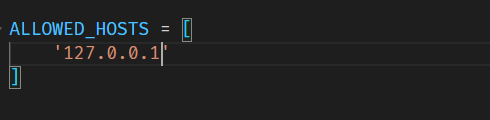 ALLOWED_HOSTS = [
    '127.0.0.1'
]